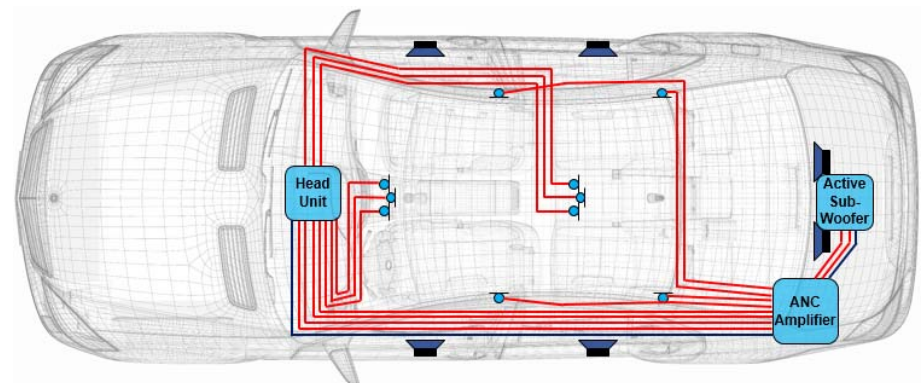 Head
Unit
Active
Sub-
Woofer
ANC
Amplifier